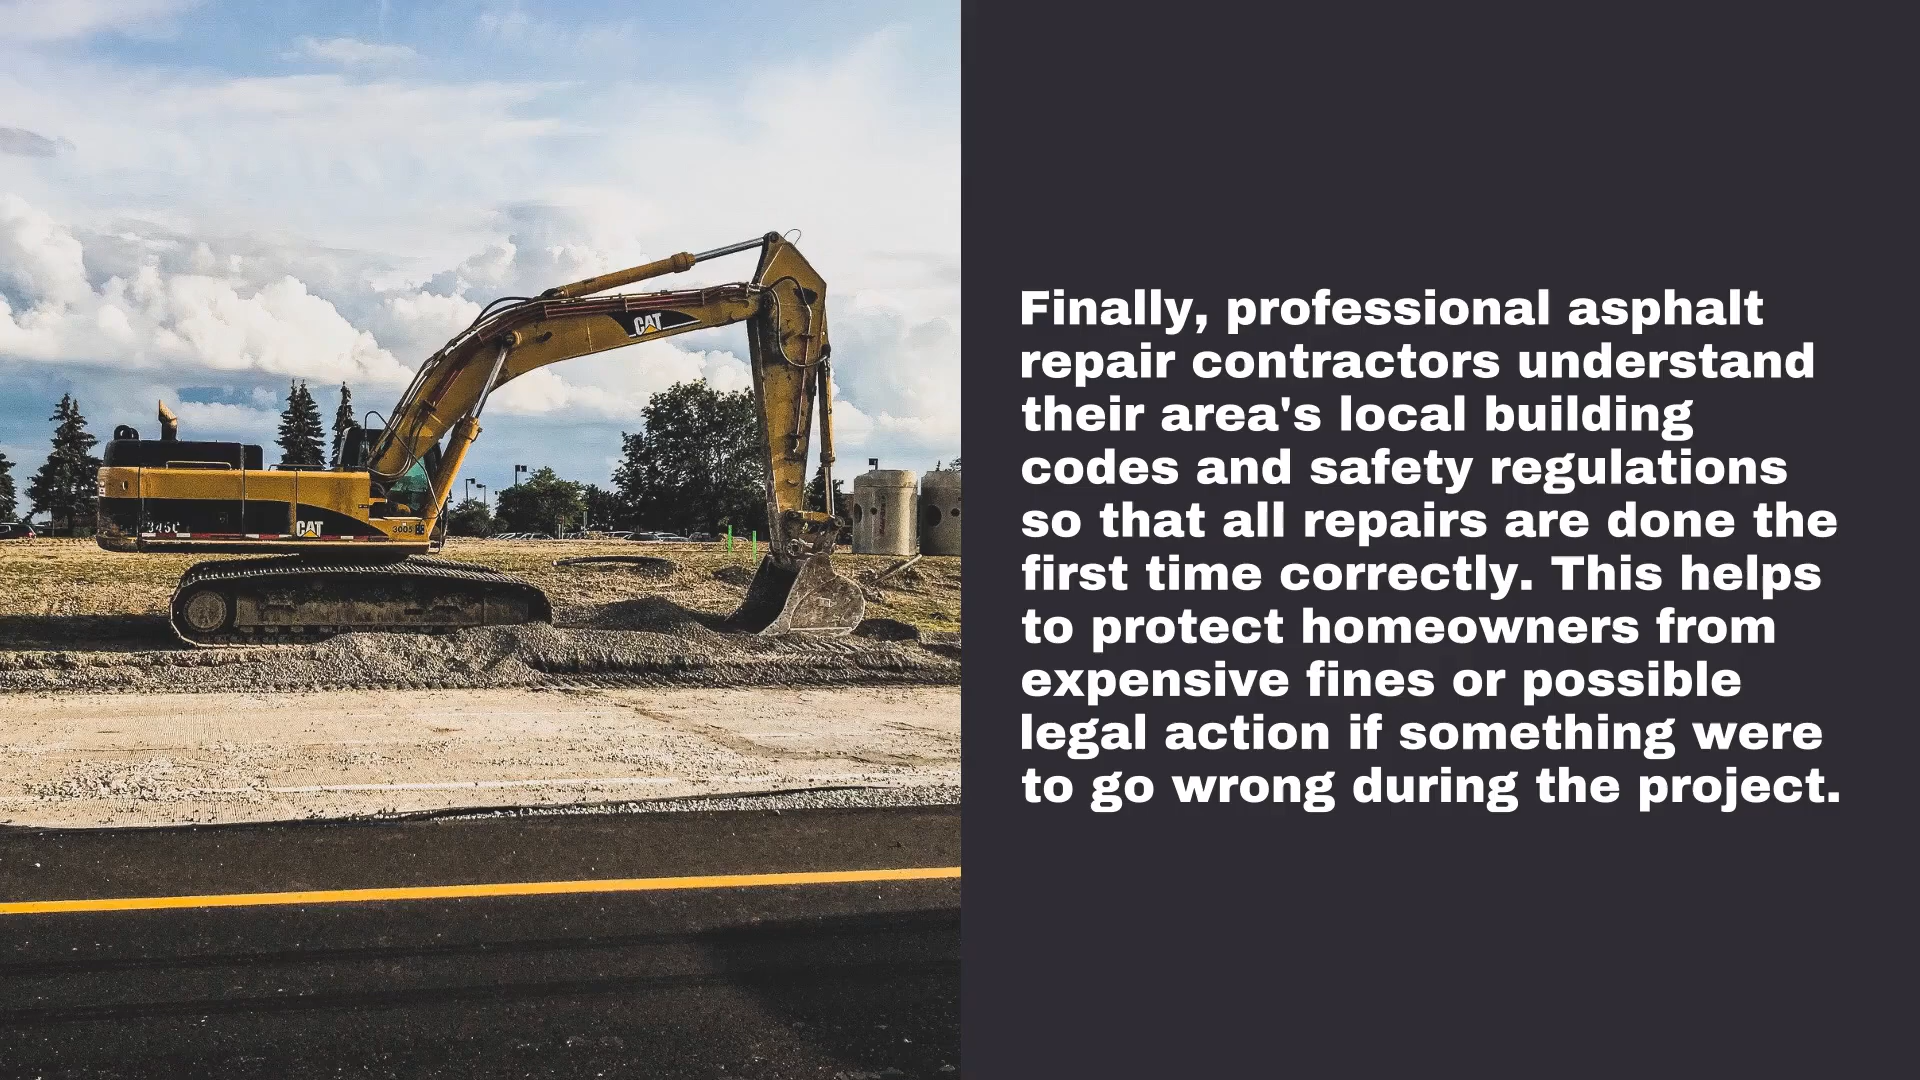 CAT
345C
CAT
Finally, professional asphalt
repair contractors understand
their area's local building
codes and safety regulations
so that all repairs are done the
first time correctly. This helps
to protect homeowners from
expensive fines or possible
legal action if something were
to go wrong during the project.